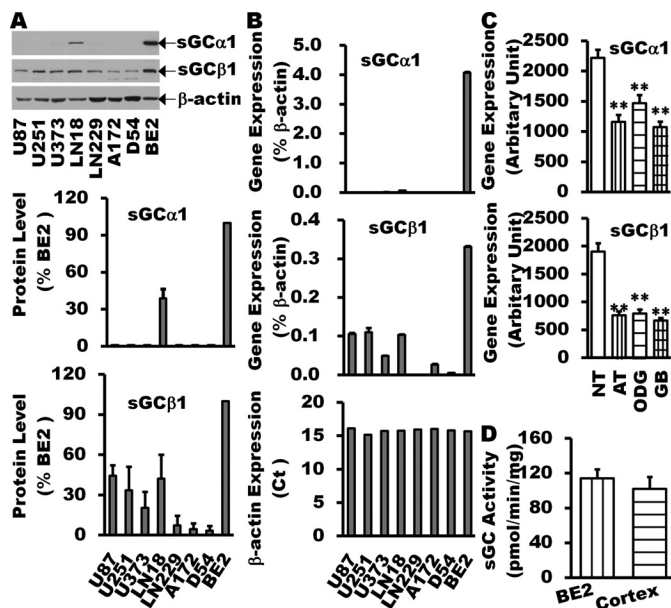 A
sGCα1
sGCβ1
β-actin
U87
U251
U373
LN18
LN229
A172
D54
BE2
Protein Level
(% BE2 )
120
90
60
30
0
sGCα1
Protein Level
(% BE2 )
120
90
60
30
0
sGCβ1
U87
U251
U373
LN18
LN229
A172
D54
BE2
B
Gene Expression
(% β-actin)
5.0
4.0
3.0
2.0
1.0
0.0
sGCα1
Gene Expression
(% β-actin)
0.4
0.3
0.2
0.1
0.0
sGCβ1
β-actin Expression
(Ct )
20
15
10
5
0
U87
U251
U373
LN18
LN229
A172
D54
BE2
C
Gene Expression
(Arbitary Unit)
2500
2000
1500
1000
500
0
sGCα1
**
**
**
Gene Expression
(Arbitary Unit)
2500
2000
1500
1000
500
0
sGCβ1
**
**
**
NT
AT
ODG
GB
D
sGC Activity
(pmol/min/mg)
160
120
80
40
0
BE2
Cortex